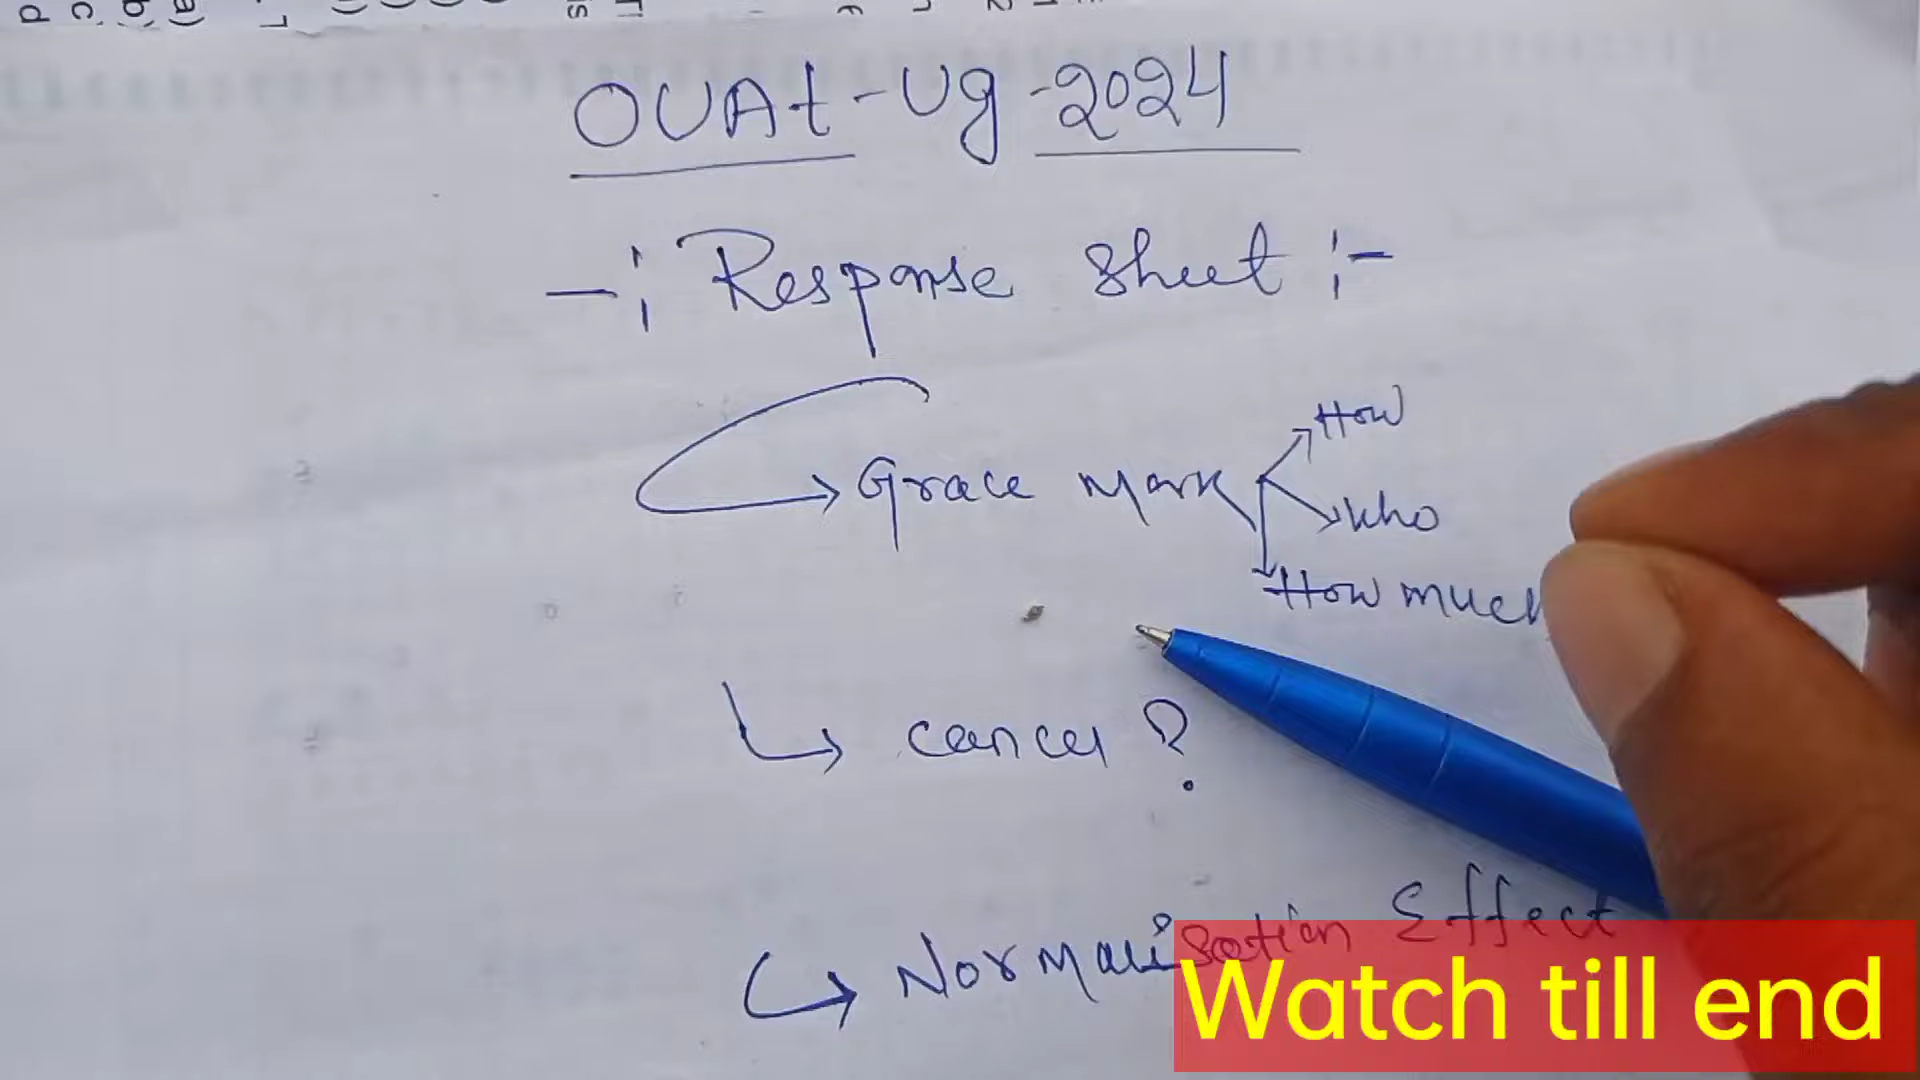 OUAt-Ug-2024
-: Response Sheet :-
→ Grace Mark
→ How
→ Who
→ How much
→ cancel ?
→ Normalisation Effect
Watch till end